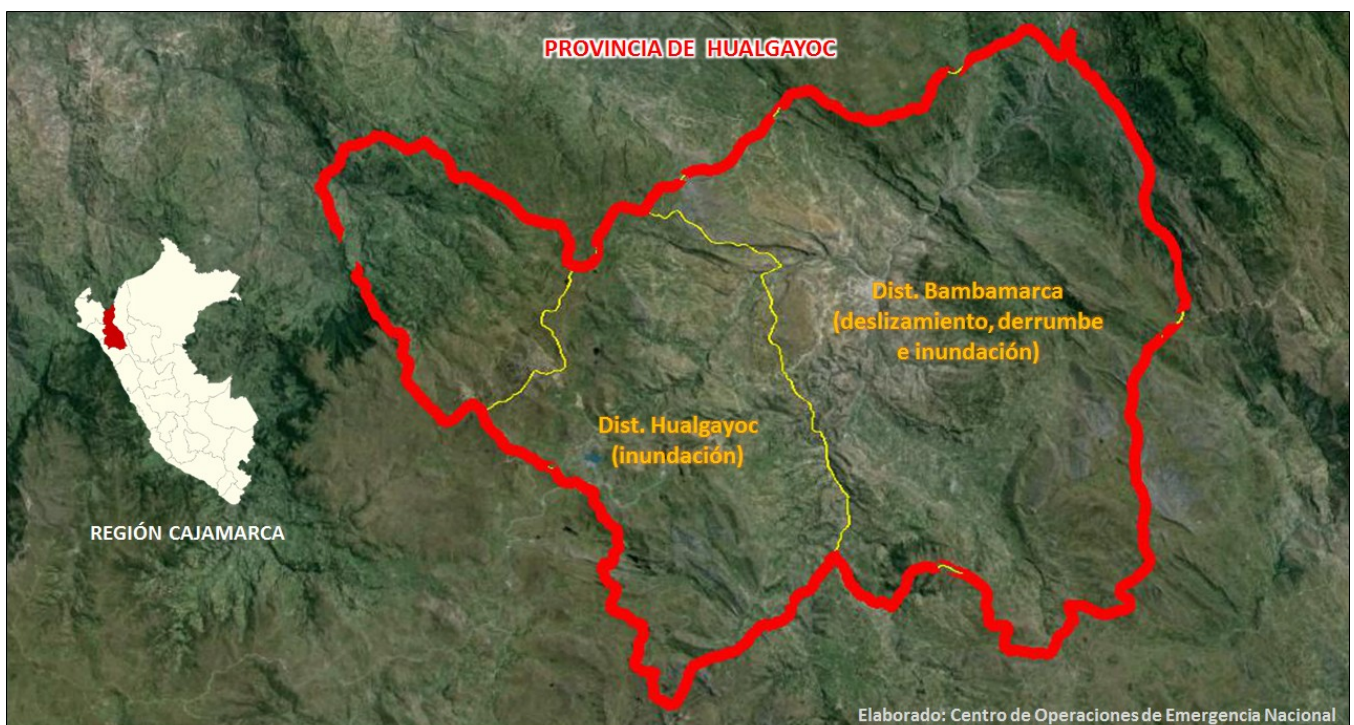 PROVINCIA DE HUALGAYOC
Dist. Bambamarca
(deslizamiento, derrumbe
e inundación)
Dist. Hualgayoc
(inundación)
REGIÓN CAJAMARCA
Elaborado: Centro de Operaciones de Emergencia Nacional